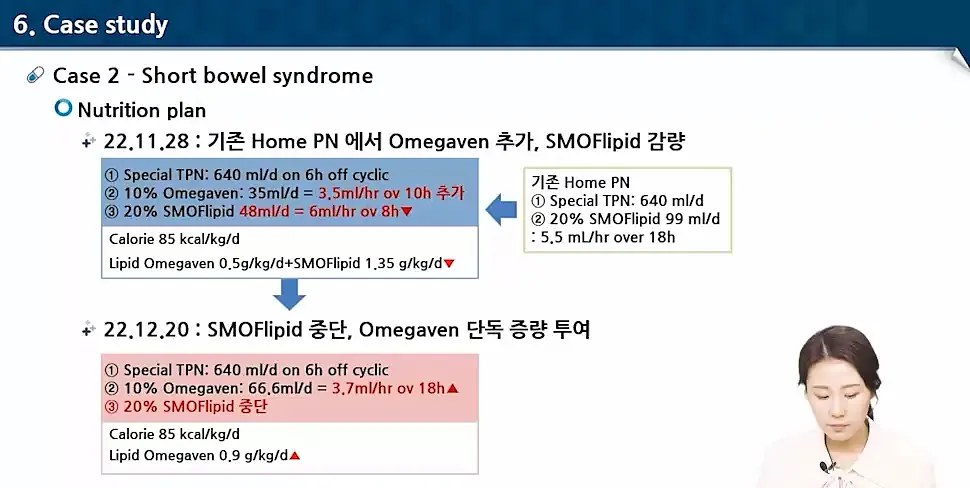 6. Case study
Case 2 - Short bowel syndrome
Nutrition plan
22.11.28 : 기존 Home PN 에서 Omegaven 추가, SMOFlipid 감량
① Special TPN: 640 ml/d on 6h off cyclic
② 10% Omegaven: 35ml/d = 3.5ml/hr ov 10h 추가
③ 20% SMOFlipid 48ml/d = 6ml/hr ov 8h▼
Calorie 85 kcal/kg/d
Lipid Omegaven 0.5g/kg/d+SMOFlipid 1.35 g/kg/d▼
기존 Home PN
① Special TPN: 640 ml/d
② 20% SMOFlipid 99 ml/d
: 5.5 mL/hr over 18h
22.12.20 : SMOFlipid 중단, Omegaven 단독 증량 투여
① Special TPN: 640 ml/d on 6h off cyclic
② 10% Omegaven: 66.6ml/d = 3.7ml/hr ov 18h▲
③ 20% SMOFlipid 중단
Calorie 85 kcal/kg/d
Lipid Omegaven 0.9 g/kg/d▲